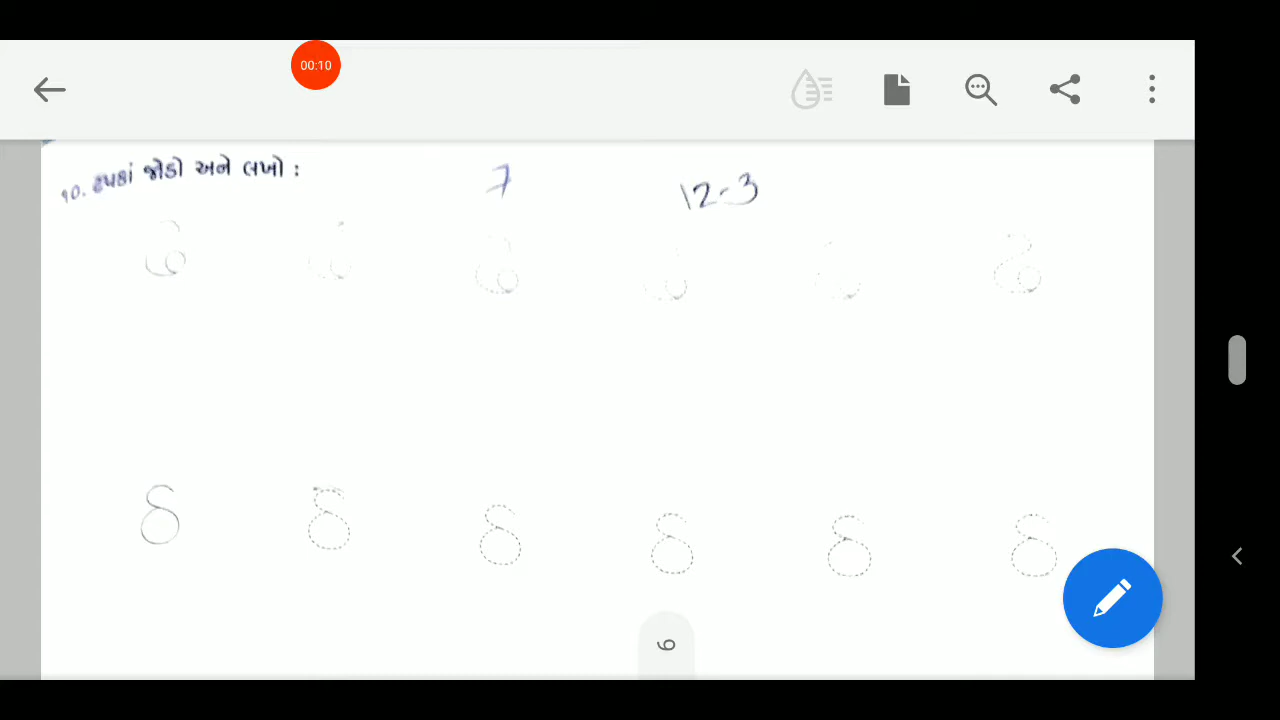 00:10
૧૦. ટપકાં જોડો અને લખો :
7
12-3
ઠ ઠ ઠ ઠ ઠ ઠ
6